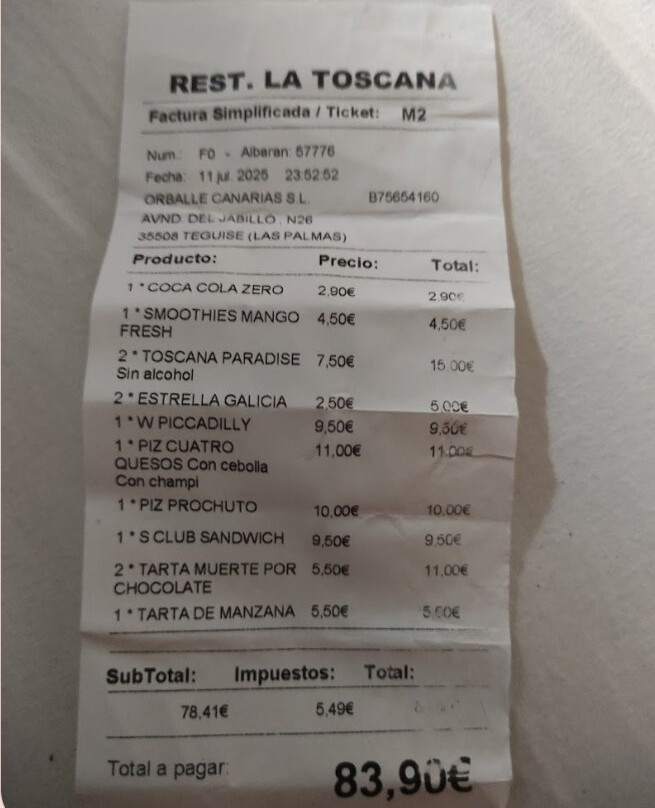 REST. LA TOSCANA
Factura Simplificada / Ticket: M2
Num.: F0 - Albaran: 57776
Fecha: 11 jul. 2025 23:52:52
ORBALLE CANARIAS S.L. B75654160
AVND. DEL JABILLO , N26
35508 TEGUISE (LAS PALMAS)
Producto: Precio: Total:
1 * COCA COLA ZERO 2,90€ 2,90€
1 * SMOOTHIES MANGO 4,50€ 4,50€
FRESH
2 * TOSCANA PARADISE 7,50€ 15,00€
Sin alcohol
2 * ESTRELLA GALICIA 2,50€ 5,00€
1 * W PICCADILLY 9,50€ 9,50€
1 * PIZ CUATRO 11,00€ 11,00€
QUESOS Con cebolla
Con champi
1 * PIZ PROCHUTO 10,00€ 10,00€
1 * S CLUB SANDWICH 9,50€ 9,50€
2 * TARTA MUERTE POR 5,50€ 11,00€
CHOCOLATE
1 * TARTA DE MANZANA 5,50€ 5,50€
SubTotal: Impuestos: Total:
78,41€ 5,49€
Total a pagar: 83,90€